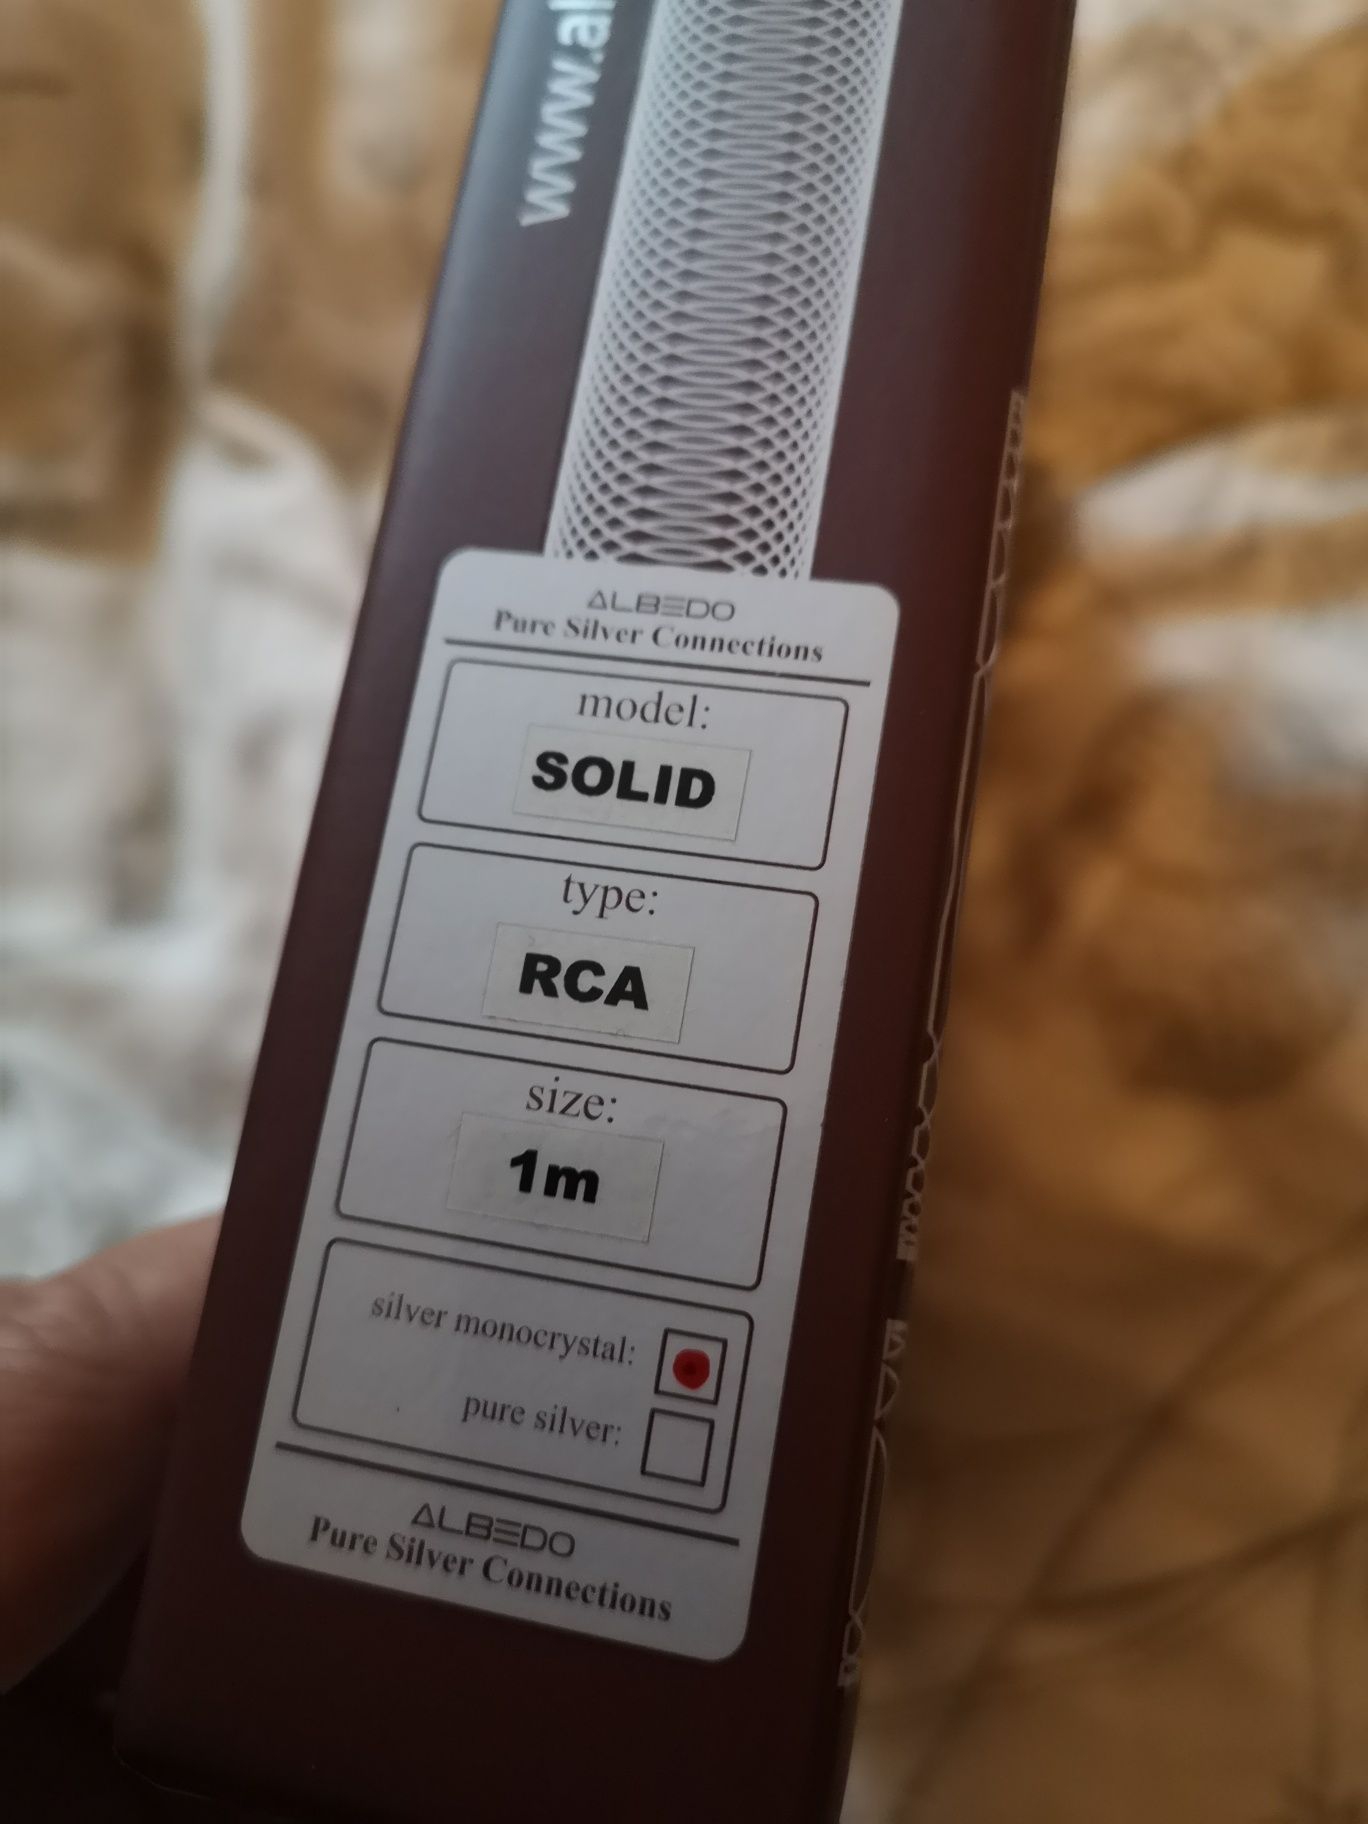 www.al
ALBEDO
Pure Silver Connections
model:
SOLID
type:
RCA
size:
1m
silver monocrystal:
pure silver:
ALBEDO
Pure Silver Connections